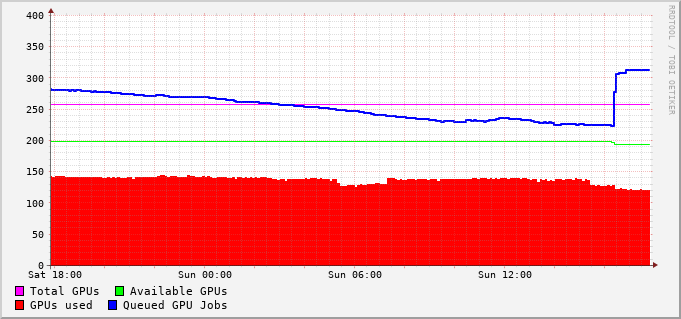 400
350
300
250
200
150
100
50
0
Sat 18:00 Sun 00:00 Sun 06:00 Sun 12:00
Total GPUs Available GPUs
GPUs used Queued GPU Jobs
RRDTOOL / TOBI OETIKER